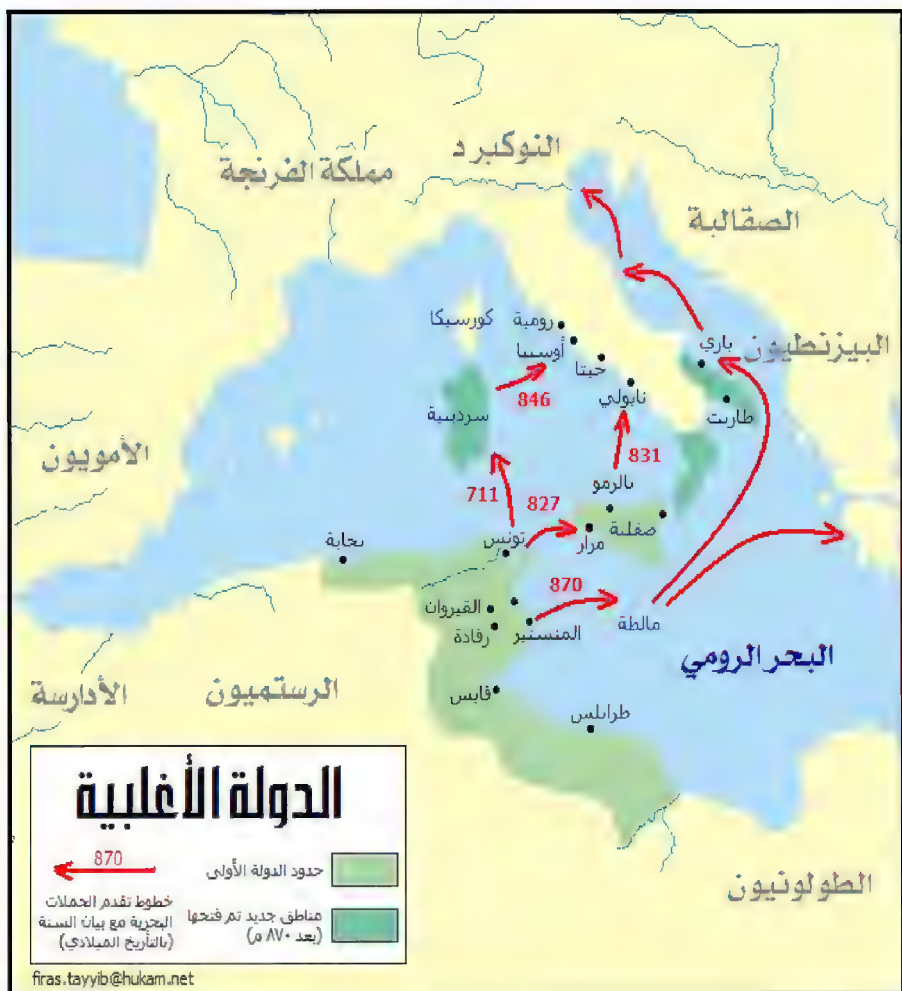 النوكبرد
مملكة الفرنجة
الصقالبة
رومية
كورسيكا
أوسبيا
جيتا
باري
البيزنطيون
نابولي
846
سردينية
طارنت
831
الأمويون
بالرمو
711
827
صقلية
مزار
تونس
بجاية
870
القيروان
المنستير
مالطة
رقادة
البحر الرومي
الرستميون
الأدارسة
قابس
طرابلس
الدولة الأغلبية
870
حدود الدولة الأولى
خطوط تقدم الحملات
البحرية مع بيان السنة
(بالتأريخ الميلادي)
مناطق جديد تم فتحها
(بعد ٨٧٠ م)
الطولونيون
firas.tayyib@hukam.net